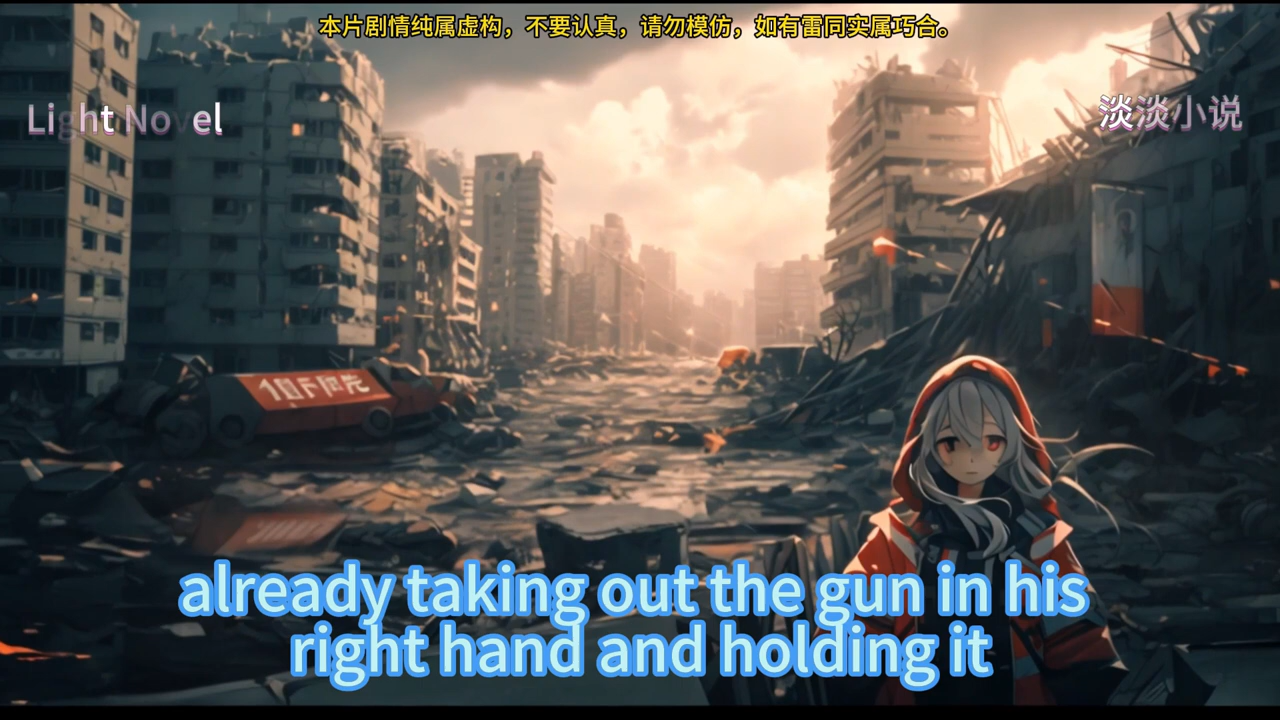 本片剧情纯属虚构，不要认真，请勿模仿，如有雷同实属巧合。
Light Novel
淡淡小说
already taking out the gun in his
right hand and holding it